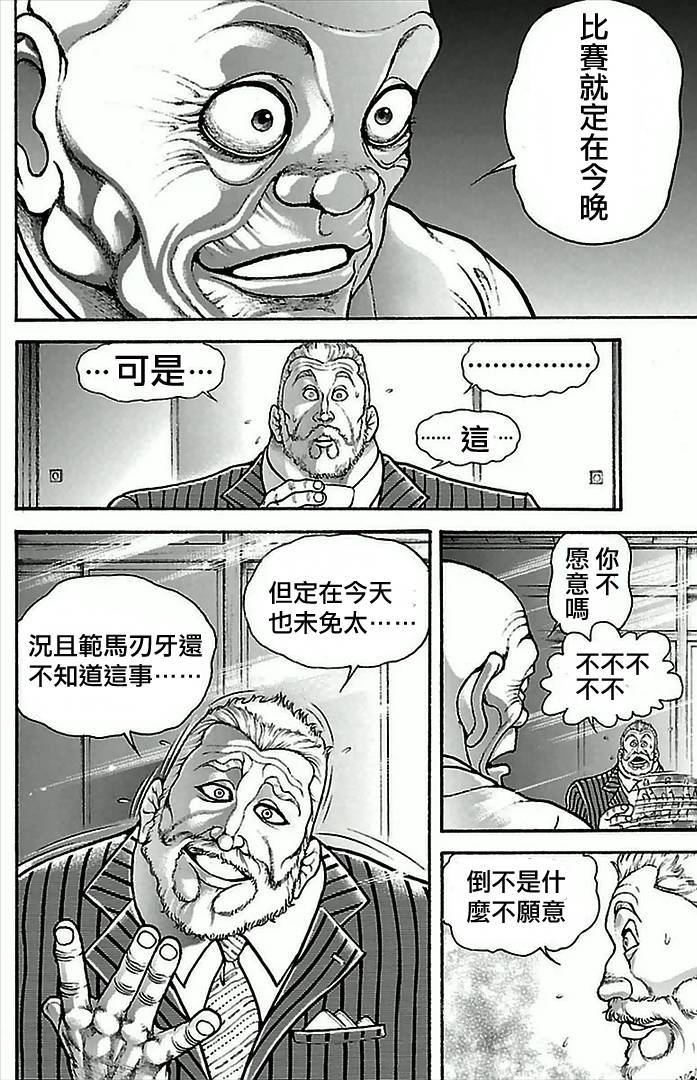 比賽就定在今晚
…………
……這…
…可是…
你不
願意嗎
不不不
不不
但定在今天
也未免太……
況且範馬刃牙還
不知道這事……
倒不是什
麼不願意